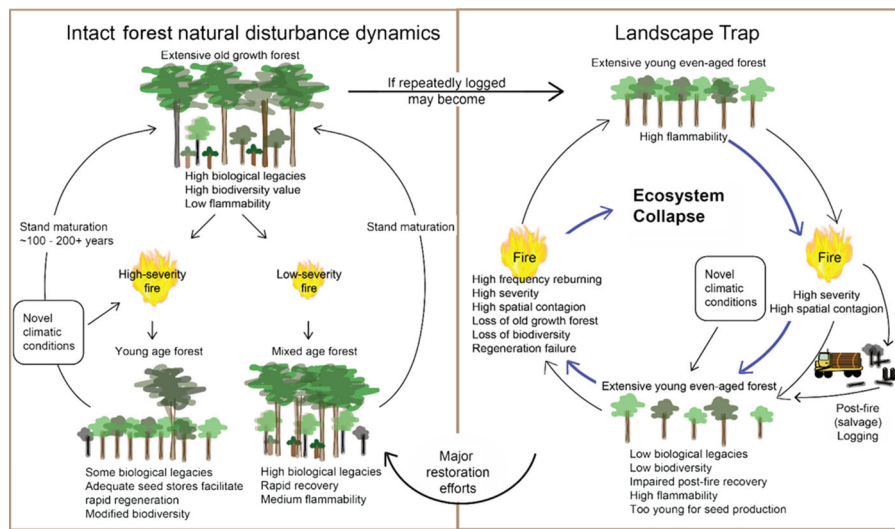 Intact forest natural disturbance dynamics
Extensive old growth forest
High biological legacies
High biodiversity value
Low flammability
Stand maturation
~100 - 200+ years
Stand maturation
High-severity
fire
Low-severity
fire
Novel
climatic
conditions
Young age forest
Mixed age forest
Some biological legacies
Adequate seed stores facilitate
rapid regeneration
Modified biodiversity
High biological legacies
Rapid recovery
Medium flammability
If repeatedly logged
may become
Major
restoration
efforts
Landscape Trap
Extensive young even-aged forest
High flammability
Ecosystem
Collapse
Fire
High frequency reburning
High severity
High spatial contagion
Loss of old growth forest
Loss of biodiversity
Regeneration failure
Novel
climatic
conditions
Fire
High severity
High spatial contagion
Post-fire
(salvage)
Logging
Extensive young even-aged forest
Low biological legacies
Low biodiversity
Impaired post-fire recovery
High flammability
Too young for seed production